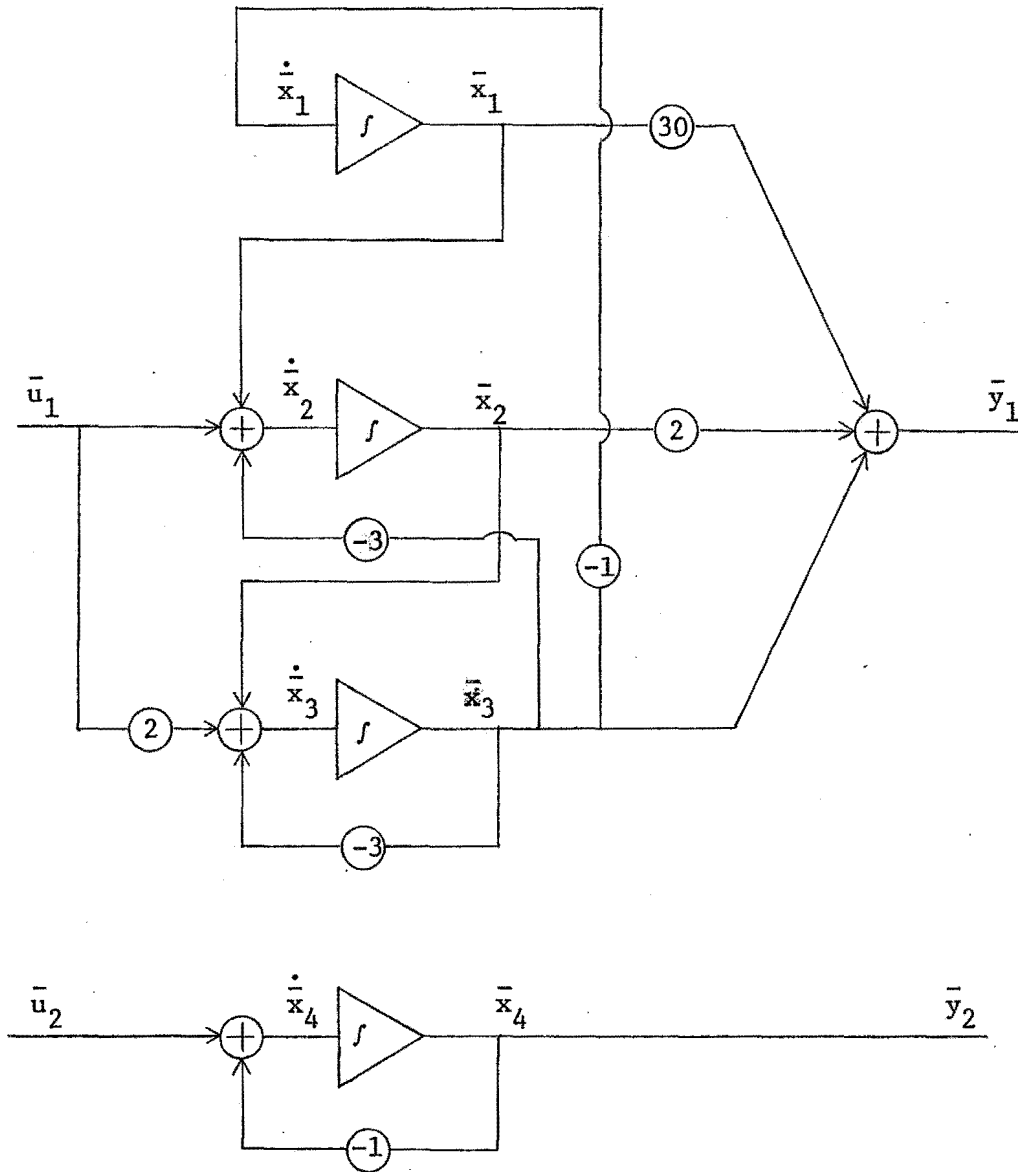 ẋ̄₁ ∫ x̄₁ 30
ū₁ + ẋ̄₂ ∫ x̄₂ 2 + ȳ₁
-3
-1
2 + ẋ̄₃ ∫ x̄₃
-3
ū₂ + ẋ̄₄ ∫ x̄₄ ȳ₂
-1